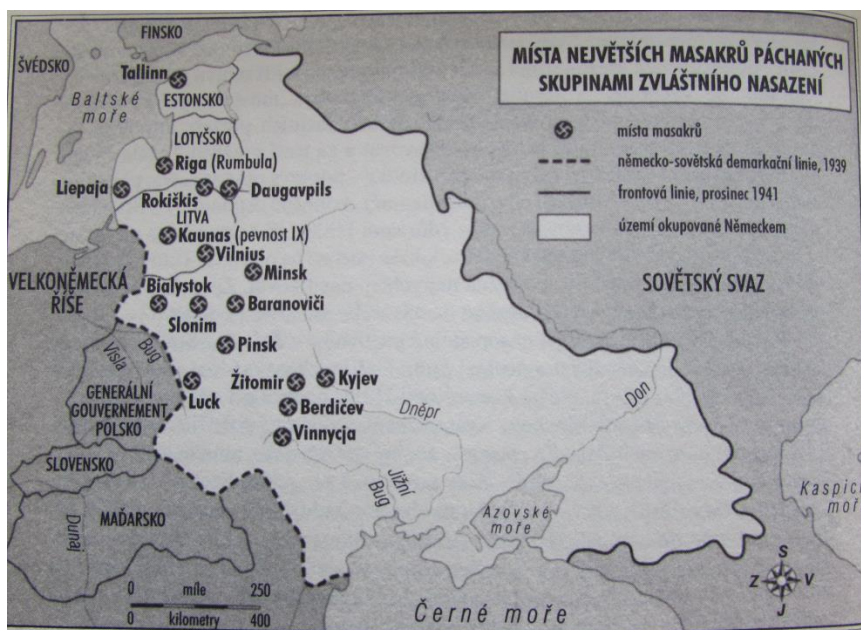 MÍSTA NEJVĚTŠÍCH MASAKRŮ PÁCHANÝCH
SKUPINAMI ZVLÁŠTNÍHO NASAZENÍ
místa masakrů
německo-sovětská demarkační linie, 1939
frontová linie, prosinec 1941
území okupované Německem
FINSKO
ŠVÉDSKO
Tallinn
ESTONSKO
Baltské
moře
LOTYŠSKO
Riga (Rumbula)
Liepaja
Rokiškis
Daugavpils
LITVA
Kaunas (pevnost IX)
Vilnius
Minsk
VELKONĚMECKÁ
ŘÍŠE
SOVĚTSKÝ SVAZ
Bialystok
Baranoviči
Slonim
Pinsk
Visla
Bug
GENERÁLNÍ
GOUVERNEMENT
POLSKO
Luck
Žitomir
Kyjev
Berdičev
Vinnycja
Dněpr
Don
SLOVENSKO
MAĎARSKO
Dunaj
Jižní
Bug
Azovské
moře
Kaspic
moř
Černé moře
0 míle 250
0 kilometry 400
S
Z V
J